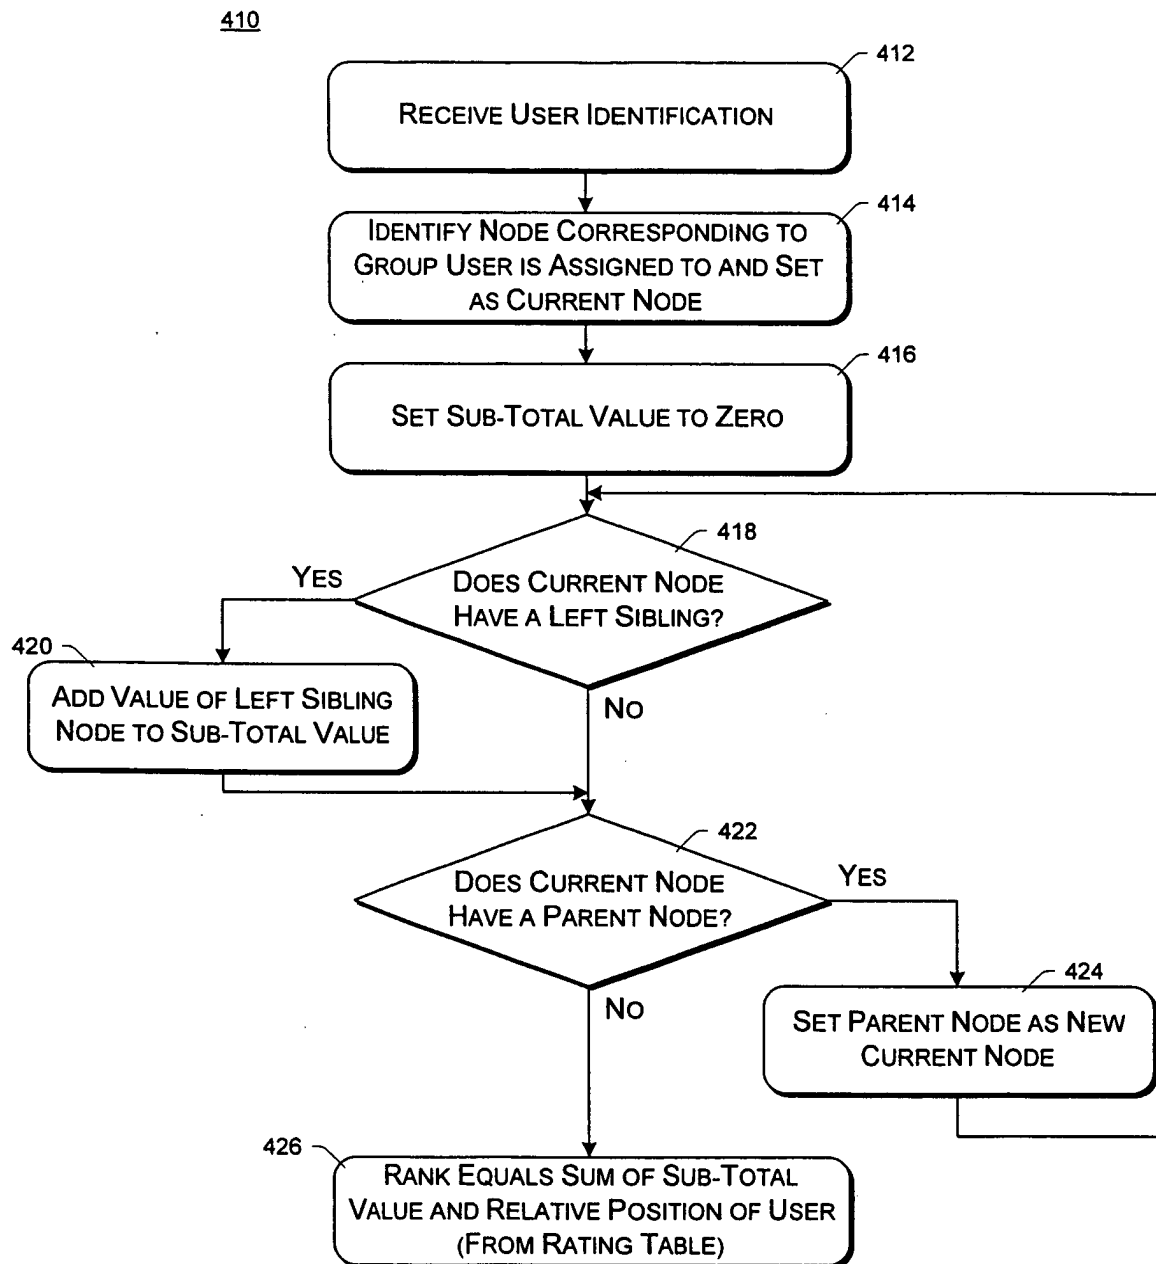 410
412
RECEIVE USER IDENTIFICATION
414
IDENTIFY NODE CORRESPONDING TO
GROUP USER IS ASSIGNED TO AND SET
AS CURRENT NODE
416
SET SUB-TOTAL VALUE TO ZERO
418
DOES CURRENT NODE
HAVE A LEFT SIBLING?
YES
NO
420
ADD VALUE OF LEFT SIBLING
NODE TO SUB-TOTAL VALUE
422
DOES CURRENT NODE
HAVE A PARENT NODE?
YES
NO
424
SET PARENT NODE AS NEW
CURRENT NODE
426
RANK EQUALS SUM OF SUB-TOTAL
VALUE AND RELATIVE POSITION OF USER
(FROM RATING TABLE)